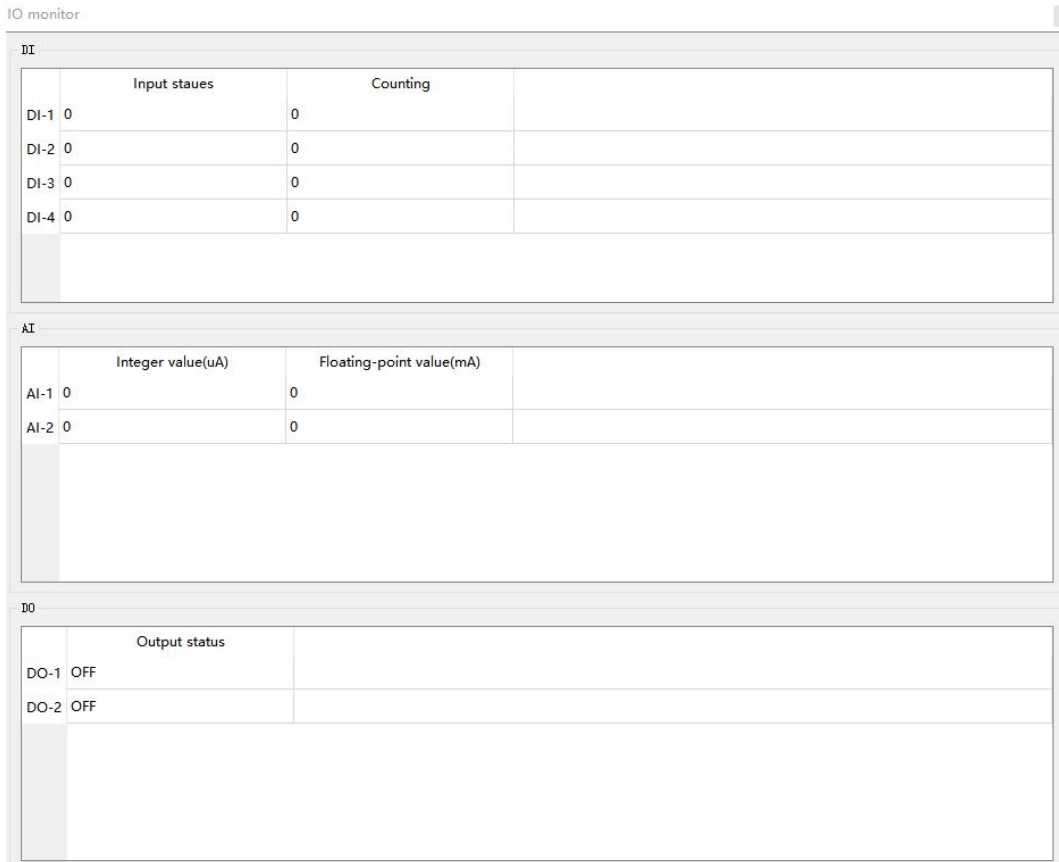 IO monitor
DI
Input staues Counting
DI-1 0 0
DI-2 0 0
DI-3 0 0
DI-4 0 0
AI
Integer value(uA) Floating-point value(mA)
AI-1 0 0
AI-2 0 0
DO
Output status
DO-1 OFF
DO-2 OFF